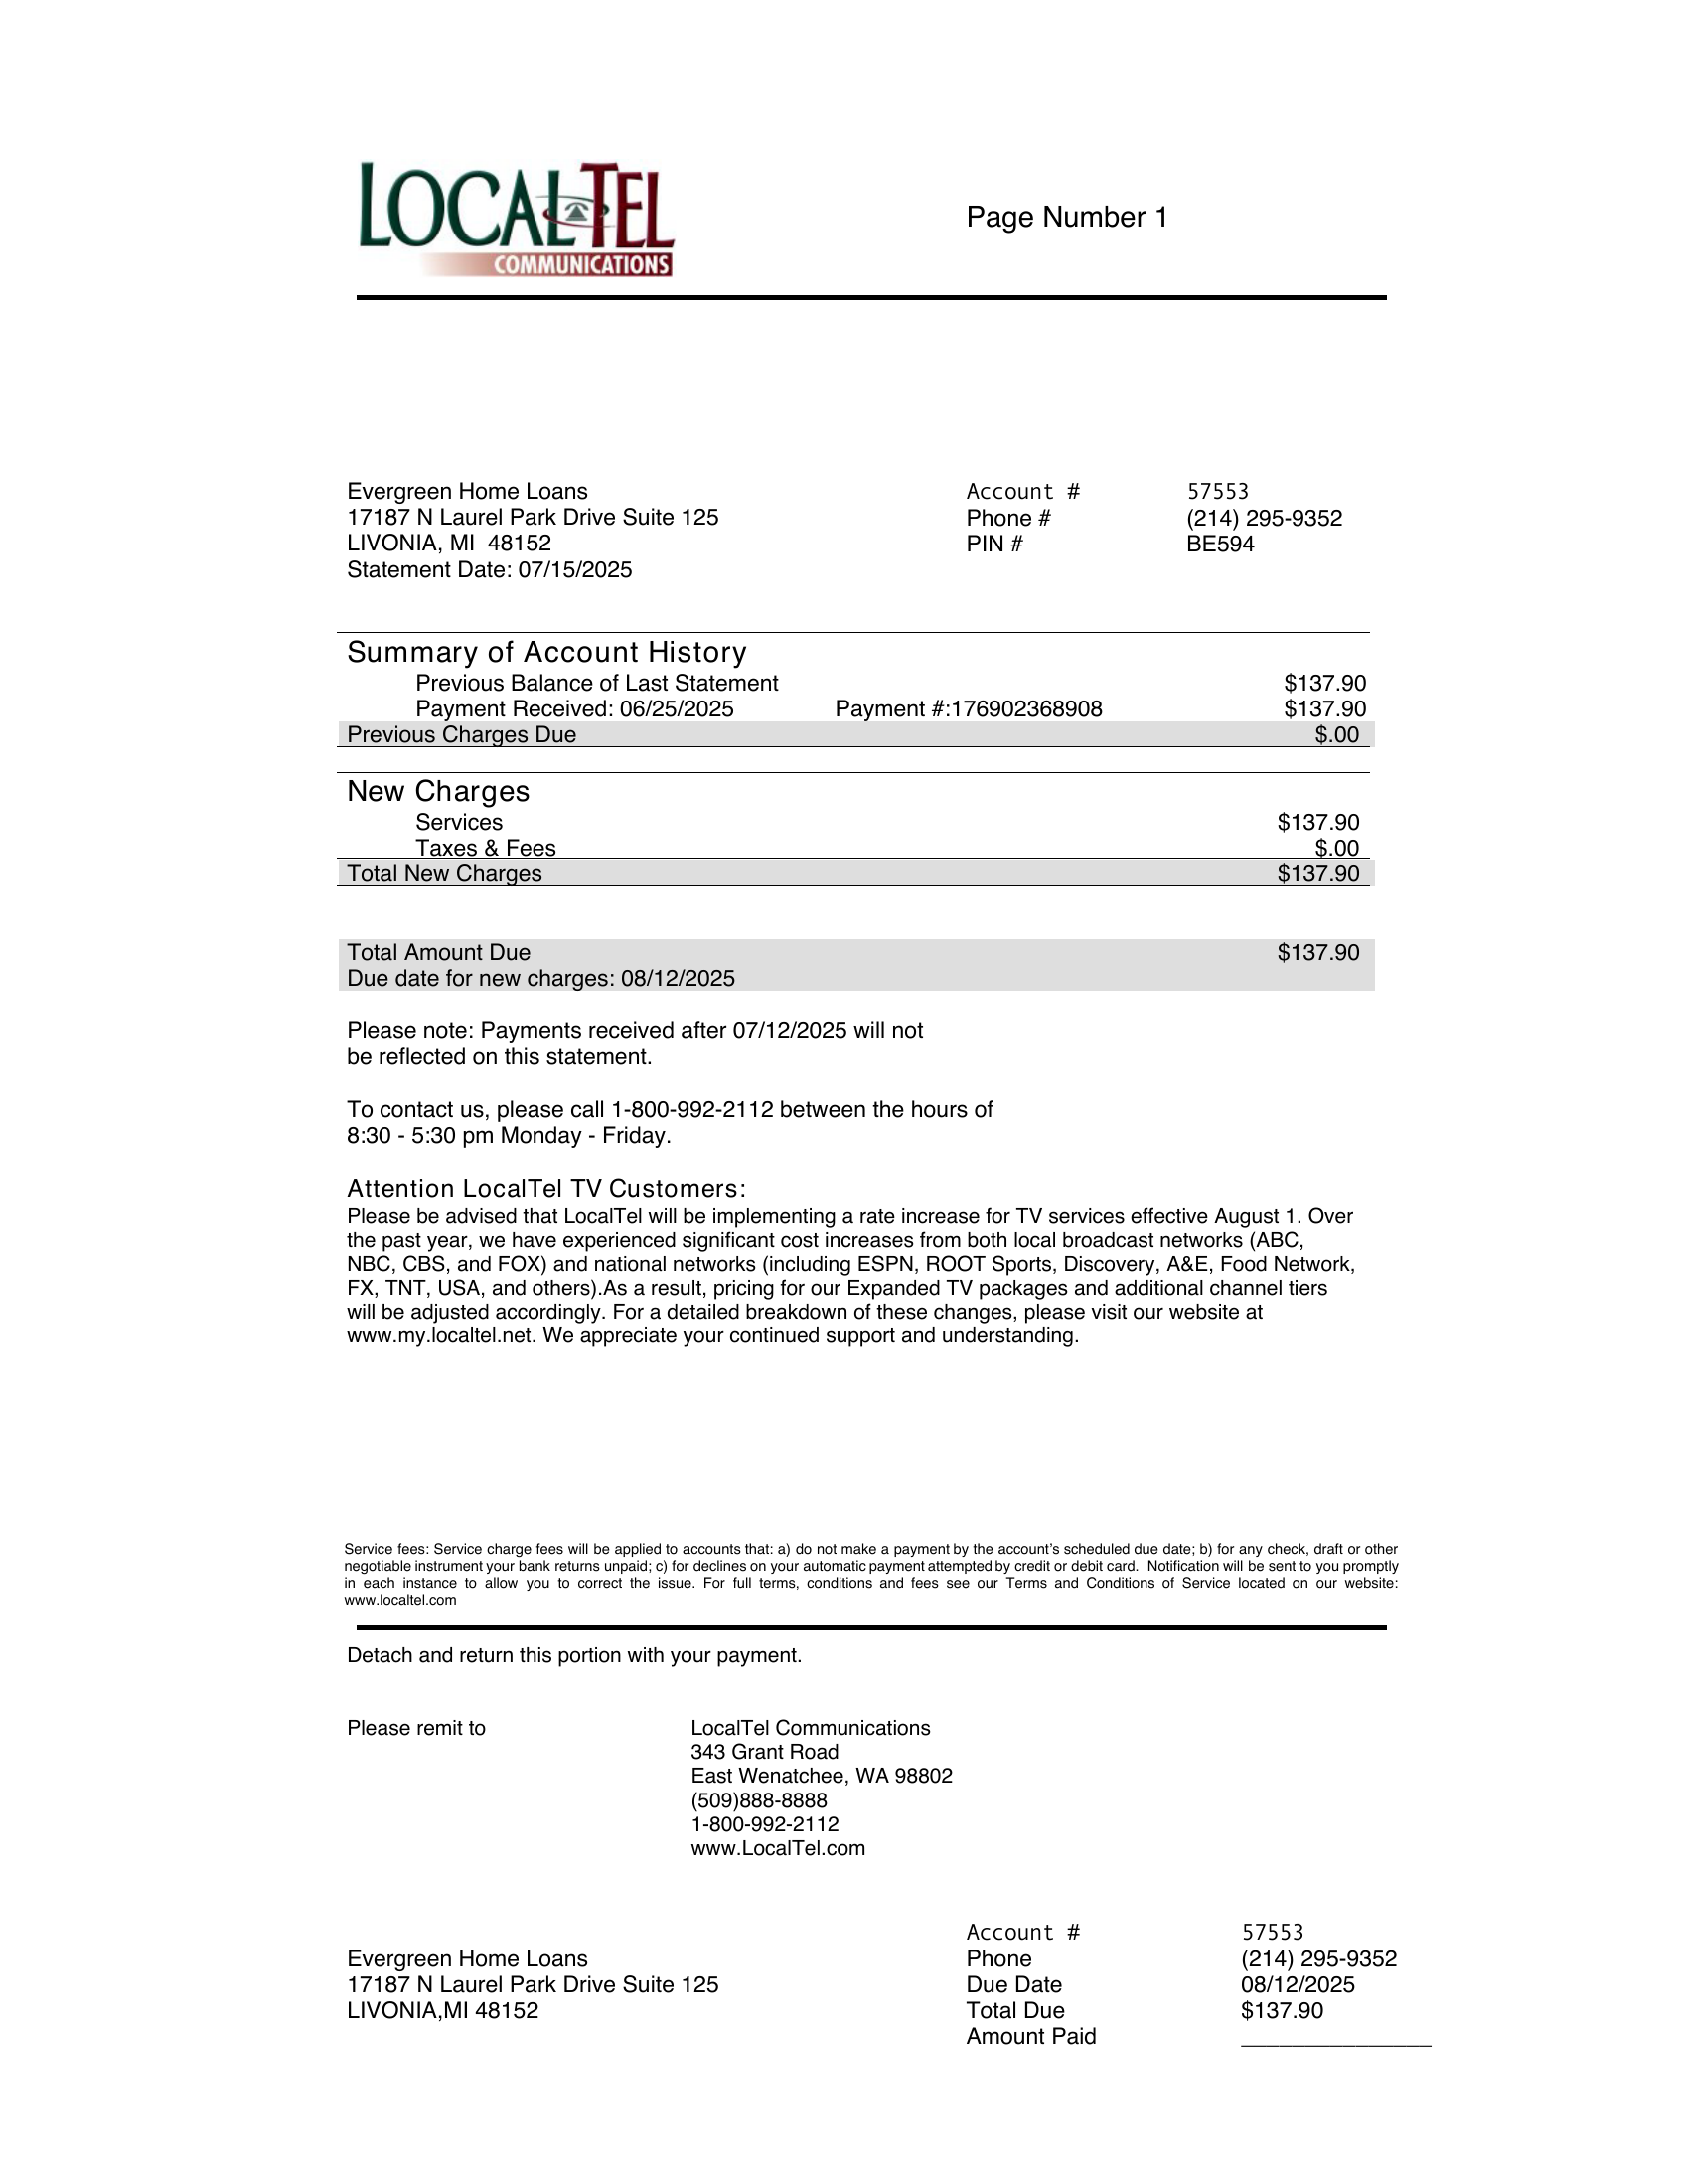 LOCALTEL
COMMUNICATIONS
Page Number 1
Evergreen Home Loans
17187 N Laurel Park Drive Suite 125
LIVONIA, MI  48152
Statement Date: 07/15/2025
Account # 57553
Phone # (214) 295-9352
PIN # BE594
Summary of Account History
Previous Balance of Last Statement $137.90
Payment Received: 06/25/2025 Payment #:176902368908 $137.90
Previous Charges Due $.00
New Charges
Services $137.90
Taxes & Fees $.00
Total New Charges $137.90
Total Amount Due $137.90
Due date for new charges: 08/12/2025
Please note: Payments received after 07/12/2025 will not
be reflected on this statement.
To contact us, please call 1-800-992-2112 between the hours of
8:30 - 5:30 pm Monday - Friday.
Attention LocalTel TV Customers:
Please be advised that LocalTel will be implementing a rate increase for TV services effective August 1. Over
the past year, we have experienced significant cost increases from both local broadcast networks (ABC,
NBC, CBS, and FOX) and national networks (including ESPN, ROOT Sports, Discovery, A&E, Food Network,
FX, TNT, USA, and others).As a result, pricing for our Expanded TV packages and additional channel tiers
will be adjusted accordingly. For a detailed breakdown of these changes, please visit our website at
www.my.localtel.net. We appreciate your continued support and understanding.
Service fees: Service charge fees will be applied to accounts that: a) do not make a payment by the account’s scheduled due date; b) for any check, draft or other
negotiable instrument your bank returns unpaid; c) for declines on your automatic payment attempted by credit or debit card.  Notification will be sent to you promptly
in each instance to allow you to correct the issue. For full terms, conditions and fees see our Terms and Conditions of Service located on our website:
www.localtel.com
Detach and return this portion with your payment.
Please remit to
LocalTel Communications
343 Grant Road
East Wenatchee, WA 98802
(509)888-8888
1-800-992-2112
www.LocalTel.com
Evergreen Home Loans
17187 N Laurel Park Drive Suite 125
LIVONIA,MI 48152
Account # 57553
Phone (214) 295-9352
Due Date 08/12/2025
Total Due $137.90
Amount Paid _______________